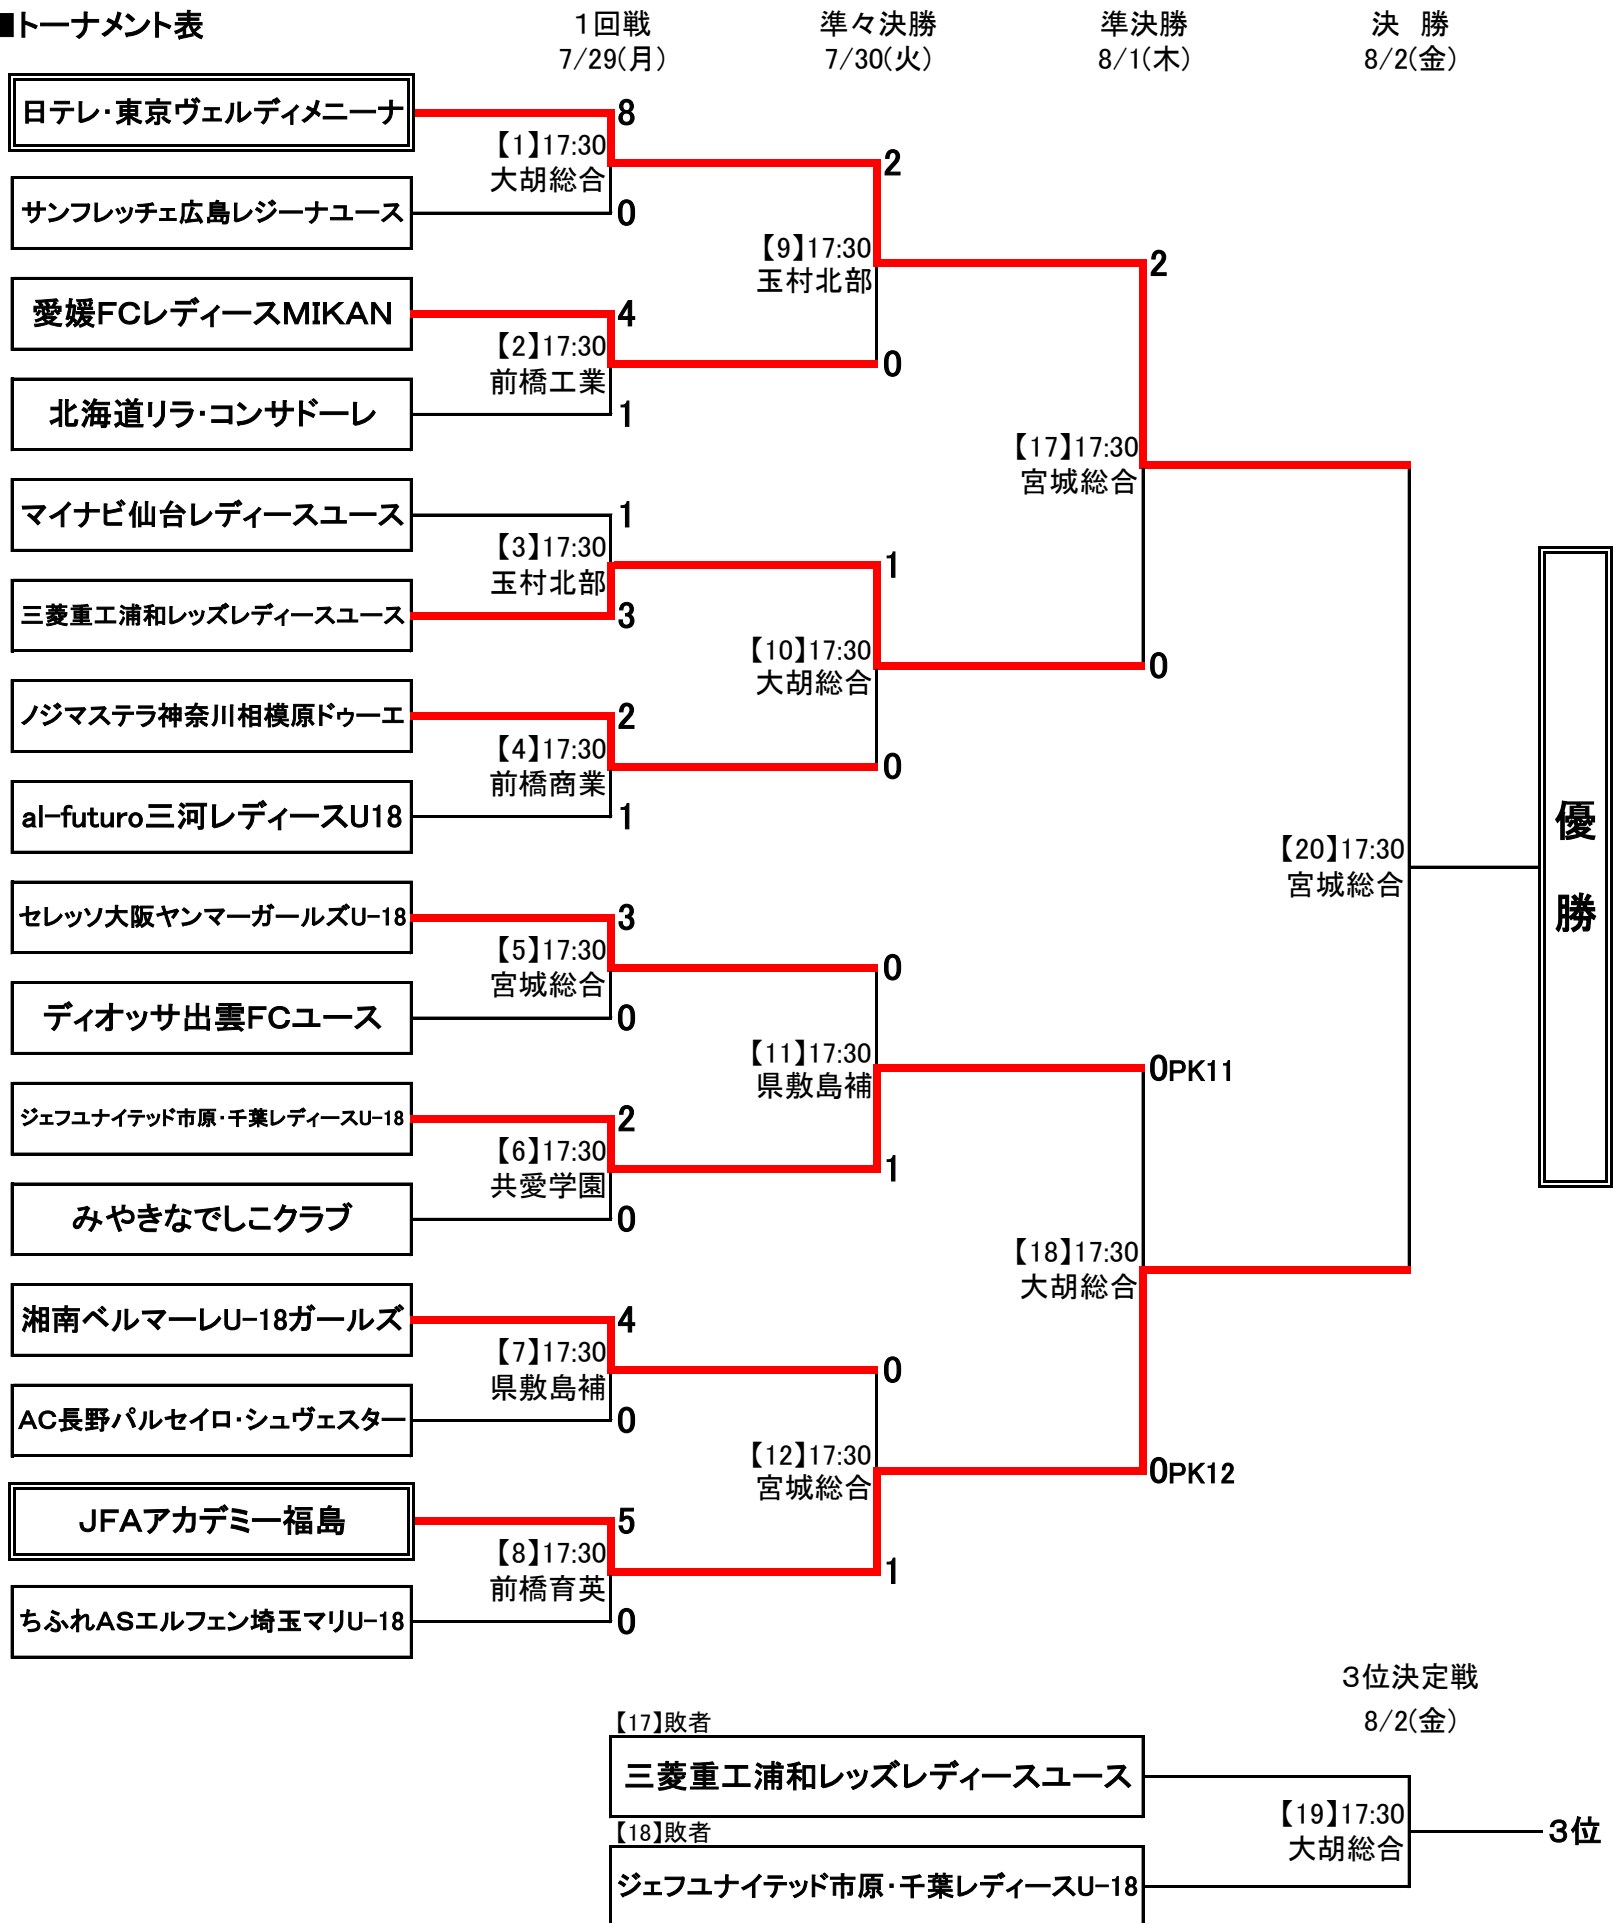 ■トーナメント表
1回戦
準々決勝
準決勝
決　勝
7/29(月)
7/30(火)
8/1(木)
8/2(金)
日テレ・東京ヴェルディメニーナ
8
【1】17:30
大胡総合
2
サンフレッチェ広島レジーナユース
0
【9】17:30
玉村北部
2
愛媛FCレディースMIKAN
4
【2】17:30
前橋工業
0
北海道リラ・コンサドーレ
1
【17】17:30
宮城総合
マイナビ仙台レディースユース
1
【3】17:30
玉村北部
1
三菱重工浦和レッズレディースユース
3
【10】17:30
大胡総合
0
ノジマステラ神奈川相模原ドゥーエ
2
【4】17:30
前橋商業
0
al-futuro三河レディースU18
1
【20】17:30
宮城総合
優勝
セレッソ大阪ヤンマーガールズU-18
3
【5】17:30
宮城総合
0
ディオッサ出雲FCユース
0
【11】17:30
県敷島補
0PK11
ジェフユナイテッド市原・千葉レディースU-18
2
【6】17:30
共愛学園
1
みやきなでしこクラブ
0
【18】17:30
大胡総合
湘南ベルマーレU-18ガールズ
4
【7】17:30
県敷島補
0
AC長野パルセイロ・シュヴェスター
0
【12】17:30
宮城総合
0PK12
JFAアカデミー福島
5
【8】17:30
前橋育英
1
ちふれASエルフェン埼玉マリU-18
0
3位決定戦
8/2(金)
【17】敗者
三菱重工浦和レッズレディースユース
【19】17:30
大胡総合
3位
【18】敗者
ジェフユナイテッド市原・千葉レディースU-18